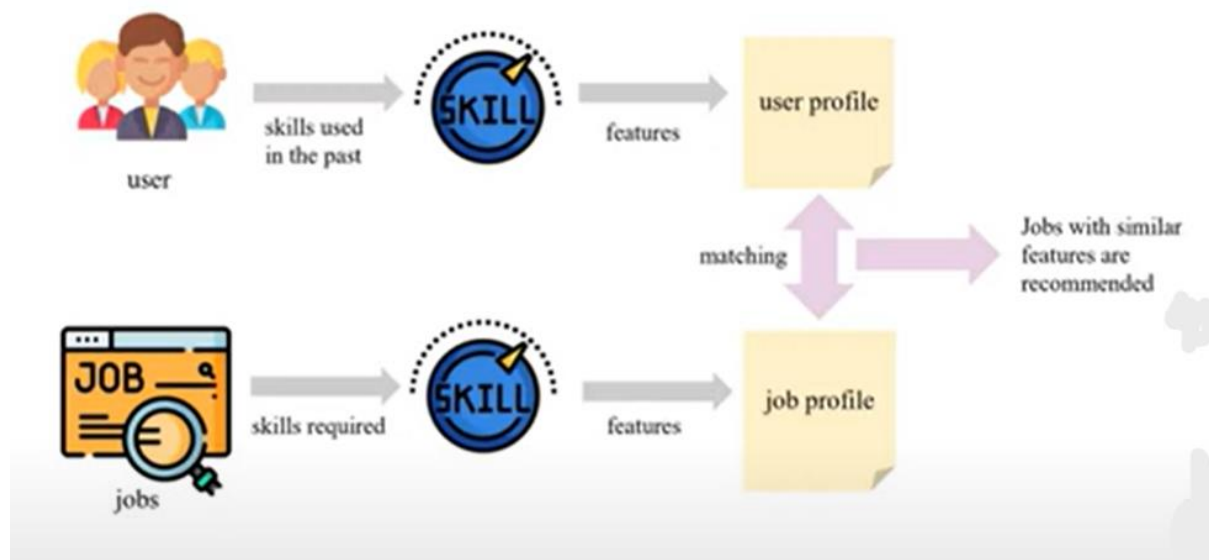 SKILL
user profile
skills used
in the past
features
user
matching
Jobs with similar
features are
recommended
JOB
SKILL
job profile
skills required
features
jobs